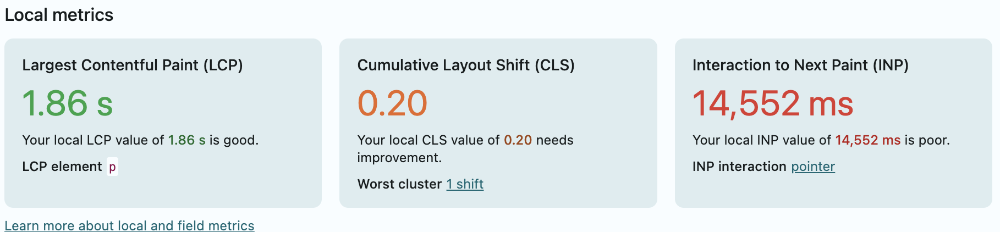 Local metrics
Largest Contentful Paint (LCP)
1.86 s
Your local LCP value of 1.86 s is good.
LCP element p
Cumulative Layout Shift (CLS)
0.20
Your local CLS value of 0.20 needs
improvement.
Worst cluster 1 shift
Interaction to Next Paint (INP)
14,552 ms
Your local INP value of 14,552 ms is poor.
INP interaction pointer
Learn more about local and field metrics